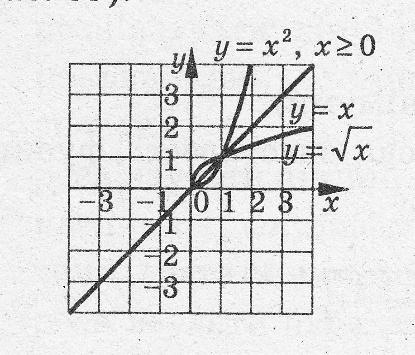 y = x², x ≥ 0
y
3
2
1
y = x
y = √x
−3 −1 0 1 2 3 x
−1
−2
−3